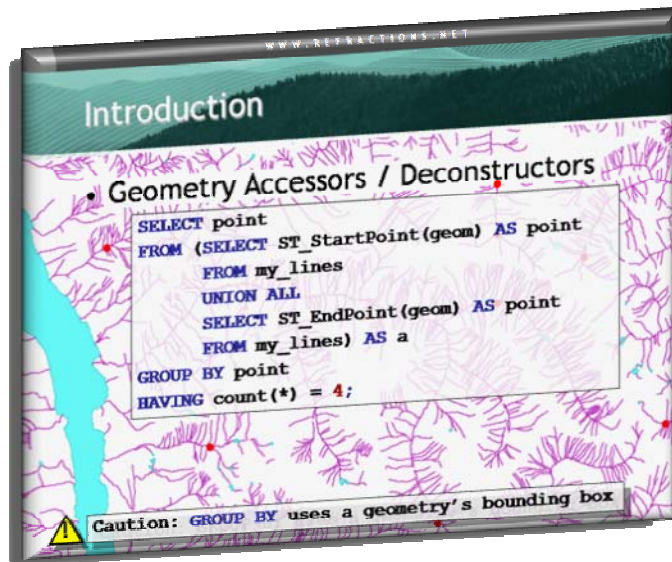 WWW.REFRACTIONS.NET
Introduction
• Geometry Accessors / Deconstructors
SELECT point
FROM (SELECT ST_StartPoint(geom) AS point
FROM my_lines
UNION ALL
SELECT ST_EndPoint(geom) AS point
FROM my_lines) AS a
GROUP BY point
HAVING count(*) = 4;
Caution: GROUP BY uses a geometry's bounding box